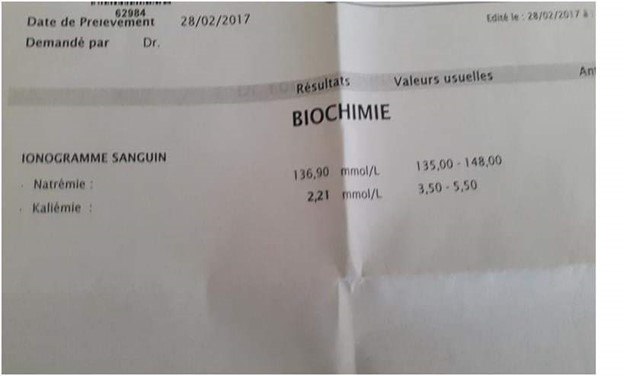 62984
Date de Prélèvement 28/02/2017 Edité le : 28/02/2017 à
Demandé par Dr.
Résultats Valeurs usuelles Ant
BIOCHIMIE
IONOGRAMME SANGUIN
. Natrémie : 136,90 mmol/L 135,00 - 148,00
. Kaliémie : 2,21 mmol/L 3,50 - 5,50